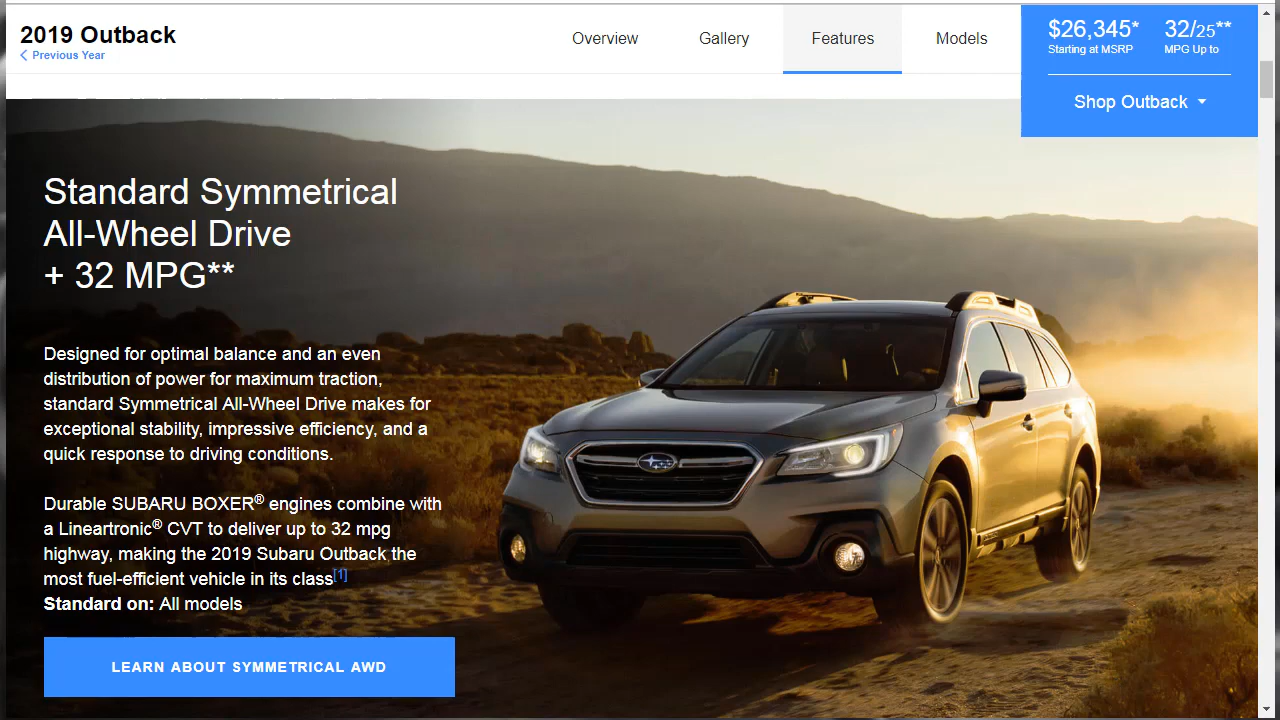 2019 Outback
Previous Year
Overview
Gallery
Features
Models
$26,345*
Starting at MSRP
32/25**
MPG Up to
Shop Outback
Standard Symmetrical
All-Wheel Drive
+ 32 MPG**
Designed for optimal balance and an even
distribution of power for maximum traction,
standard Symmetrical All-Wheel Drive makes for
exceptional stability, impressive efficiency, and a
quick response to driving conditions.
Durable SUBARU BOXER® engines combine with
a Lineartronic® CVT to deliver up to 32 mpg
highway, making the 2019 Subaru Outback the
most fuel-efficient vehicle in its class[1]
Standard on: All models
LEARN ABOUT SYMMETRICAL AWD